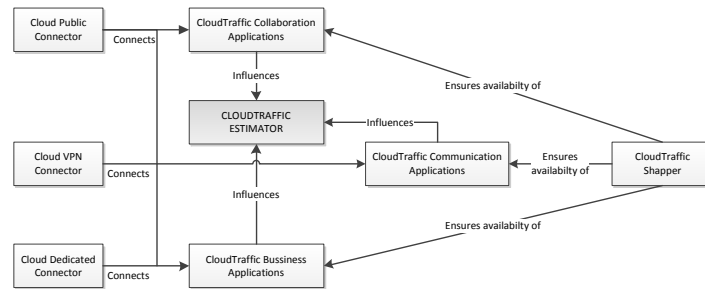 Cloud Public
Connector
Connects
CloudTraffic Collaboration
Applications
Influences
Ensures availabilty of
CLOUDTRAFFIC
ESTIMATOR
Influences
Cloud VPN
Connector
Connects
CloudTraffic Communication
Applications
Ensures
availabilty of
CloudTraffic
Shapper
Influences
Ensures availabilty of
Cloud Dedicated
Connector
Connects
CloudTraffic Bussiness
Applications